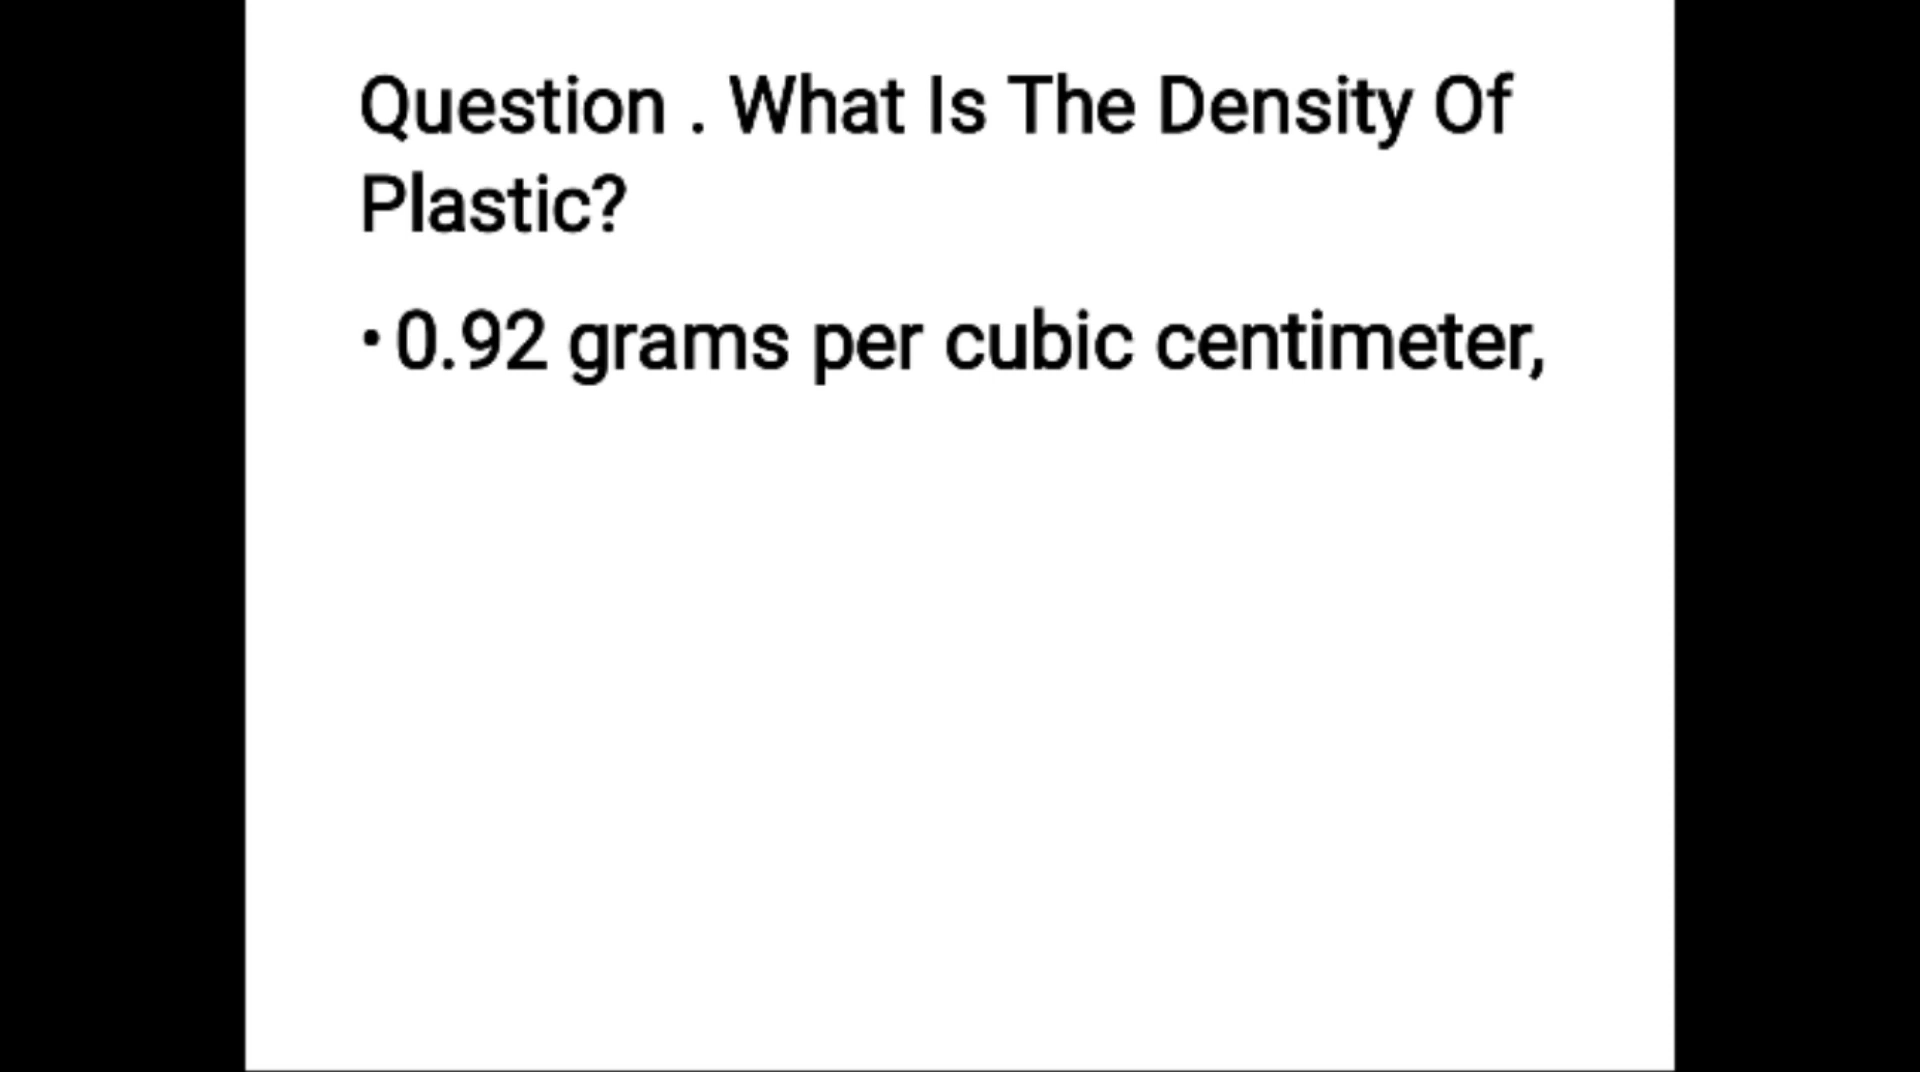 Question . What Is The Density Of
Plastic?
• 0.92 grams per cubic centimeter,